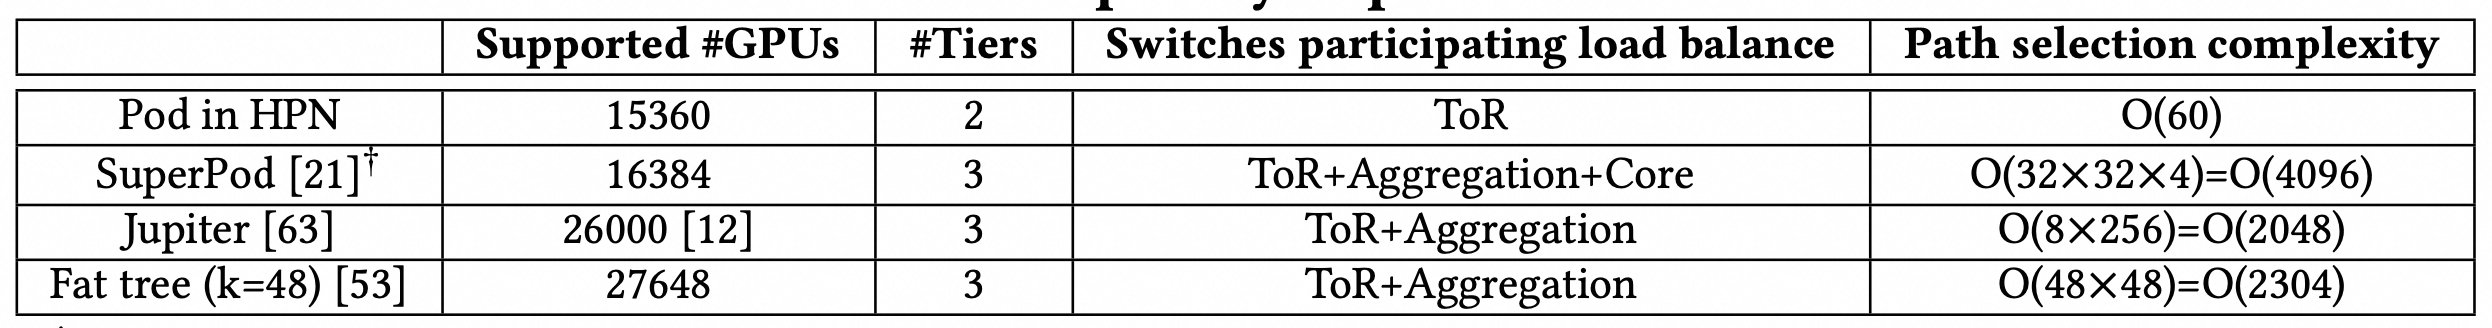 Supported #GPUs #Tiers Switches participating load balance Path selection complexity
Pod in HPN 15360 2 ToR O(60)
SuperPod [21]† 16384 3 ToR+Aggregation+Core O(32×32×4)=O(4096)
Jupiter [63] 26000 [12] 3 ToR+Aggregation O(8×256)=O(2048)
Fat tree (k=48) [53] 27648 3 ToR+Aggregation O(48×48)=O(2304)